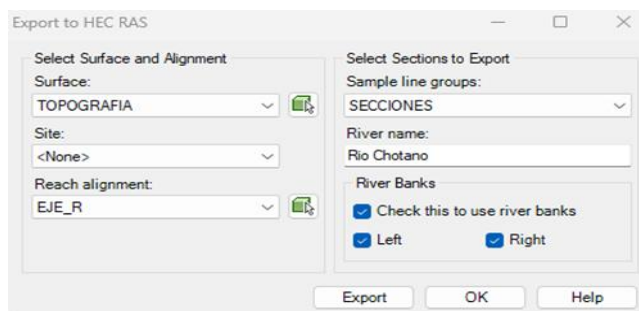 Export to HEC RAS
Select Surface and Alignment
Surface:
TOPOGRAFIA
Site:
<None>
Reach alignment:
EJE_R
Select Sections to Export
Sample line groups:
SECCIONES
River name:
Rio Chotano
River Banks
Check this to use river banks
Left
Right
Export
OK
Help